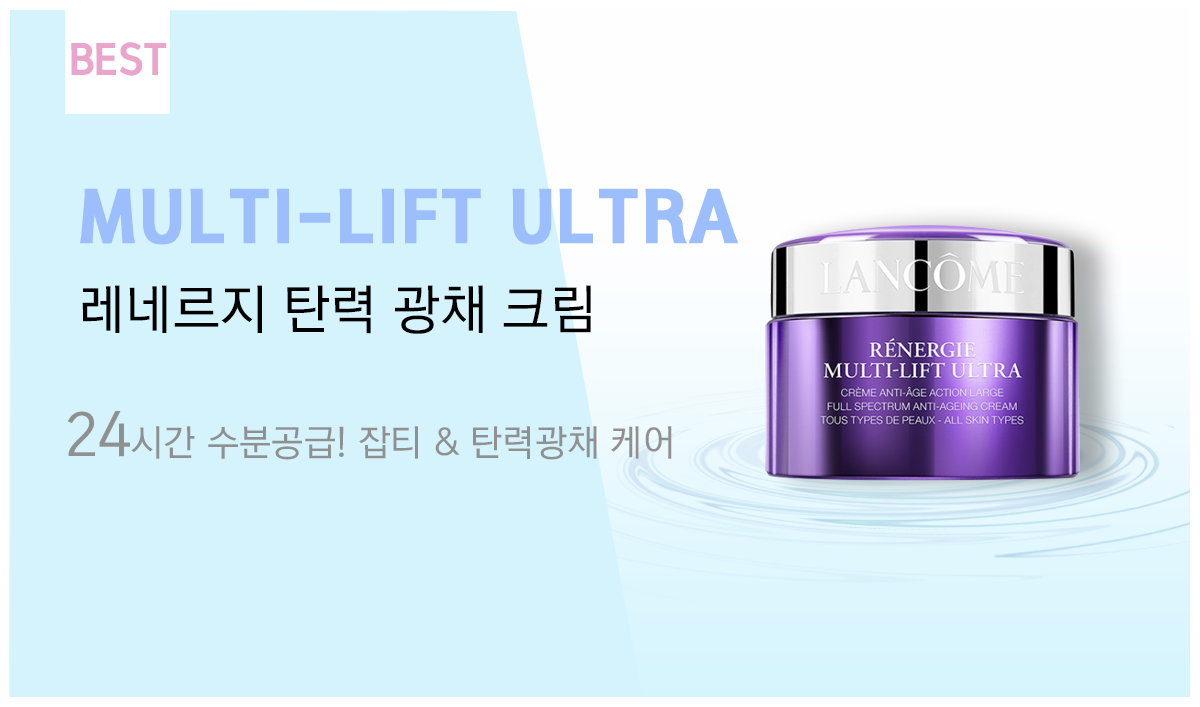 BEST
MULTI-LIFT ULTRA
레네르지 탄력 광채 크림
24시간 수분공급! 잡티 & 탄력광채 케어
LANCÔME
RÉNERGIE
MULTI-LIFT ULTRA
CRÈME ANTI-ÂGE ACTION LARGE
FULL SPECTRUM ANTI-AGEING CREAM
TOUS TYPES DE PEAUX - ALL SKIN TYPES